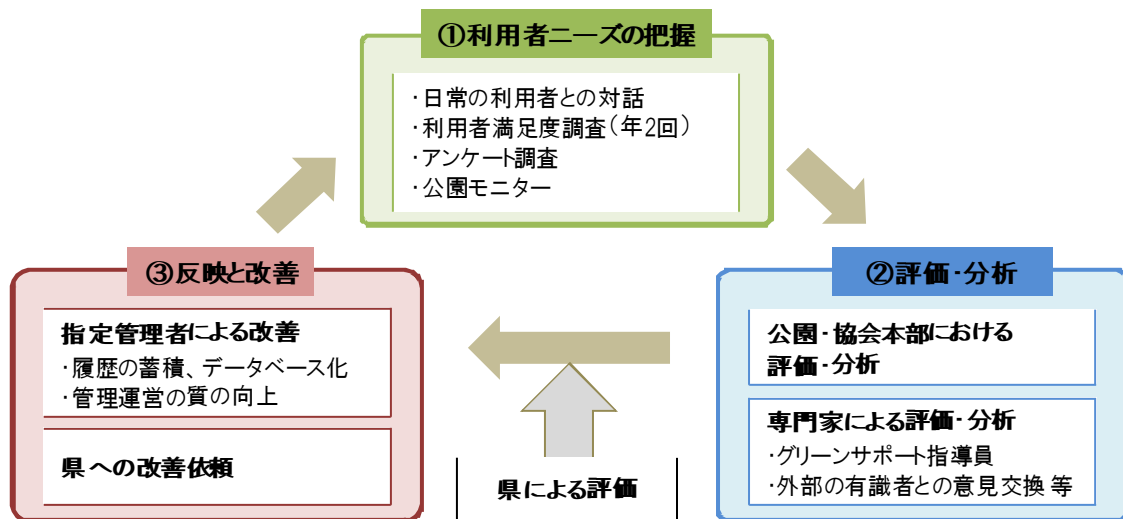 ①利用者ニーズの把握
・日常の利用者との対話
・利用者満足度調査(年2回)
・アンケート調査
・公園モニター
②評価・分析
公園・協会本部における
評価・分析
専門家による評価・分析
・グリーンサポート指導員
・外部の有識者との意見交換 等
③反映と改善
指定管理者による改善
・履歴の蓄積、データベース化
・管理運営の質の向上
県への改善依頼
県による評価